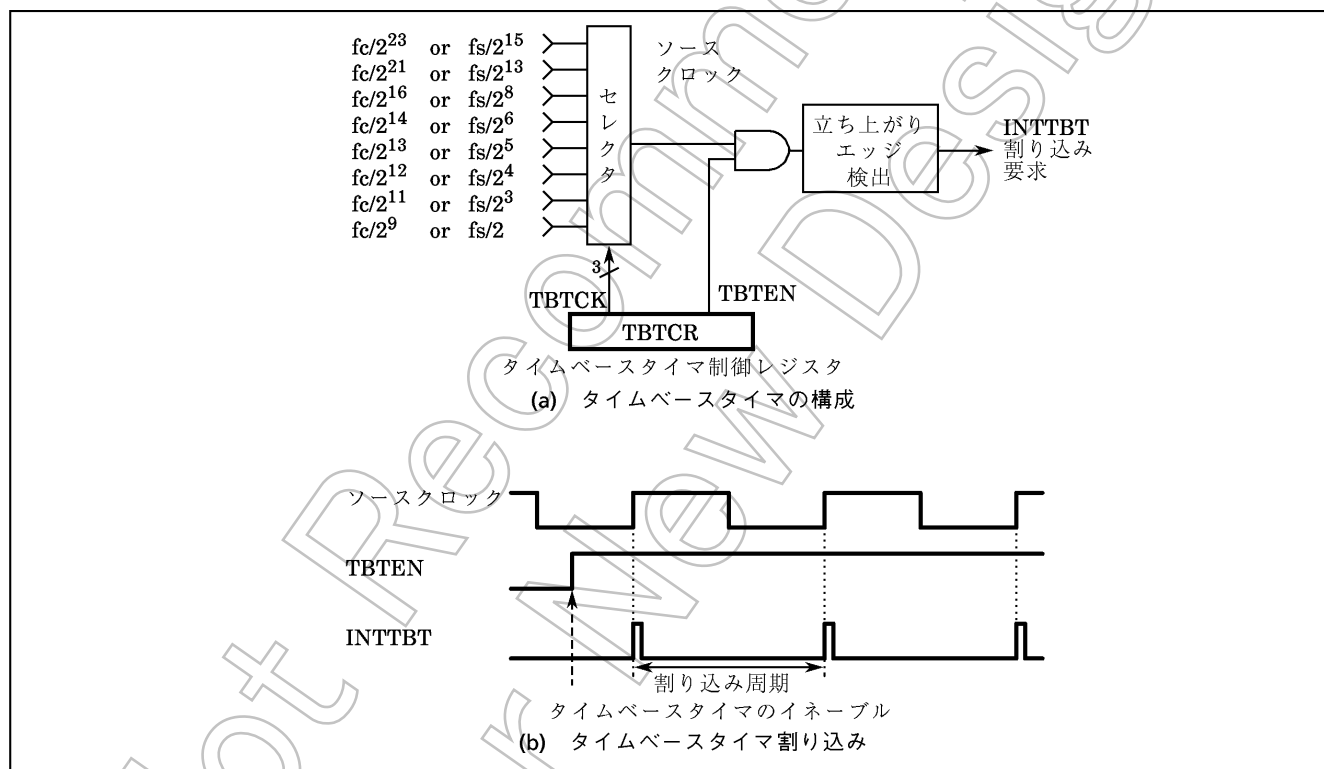 fc/2^23 or fs/2^15
fc/2^21 or fs/2^13
fc/2^16 or fs/2^8
fc/2^14 or fs/2^6
fc/2^13 or fs/2^5
fc/2^12 or fs/2^4
fc/2^11 or fs/2^3
fc/2^9 or fs/2
セレクタ
ソース
クロック
立ち上がり
エッジ
検出
INTTBT
割り込み
要求
3
TBTCK
TBTEN
TBTCR
タイムベースタイマ制御レジスタ
(a) タイムベースタイマの構成
ソースクロック
TBTEN
INTTBT
割り込み周期
タイムベースタイマのイネーブル
(b) タイムベースタイマ割り込み
Not Recomme
r New Design